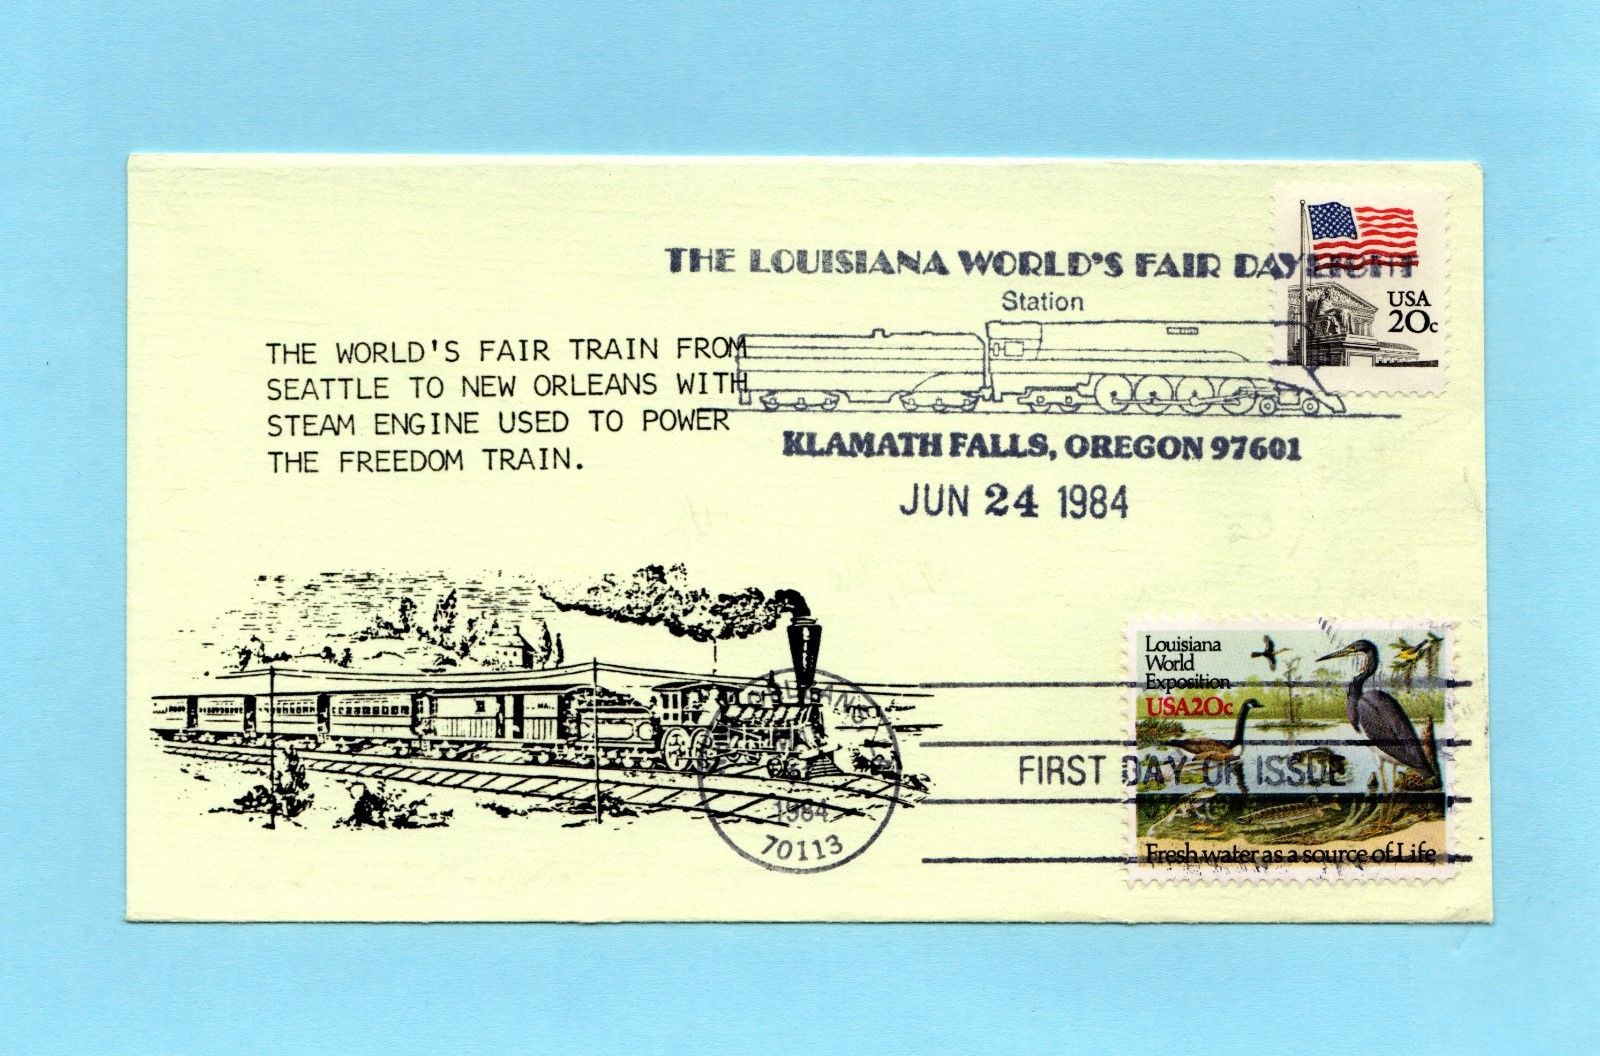 THE LOUISIANA WORLD'S FAIR DAYLIGHT
Station
KLAMATH FALLS, OREGON 97601
JUN 24 1984
USA
20c
THE WORLD'S FAIR TRAIN FROM
SEATTLE TO NEW ORLEANS WITH
STEAM ENGINE USED TO POWER
THE FREEDOM TRAIN.
1984
70113
FIRST DAY OF ISSUE
Louisiana
World
Exposition
USA20c
Fresh water as a source of Life